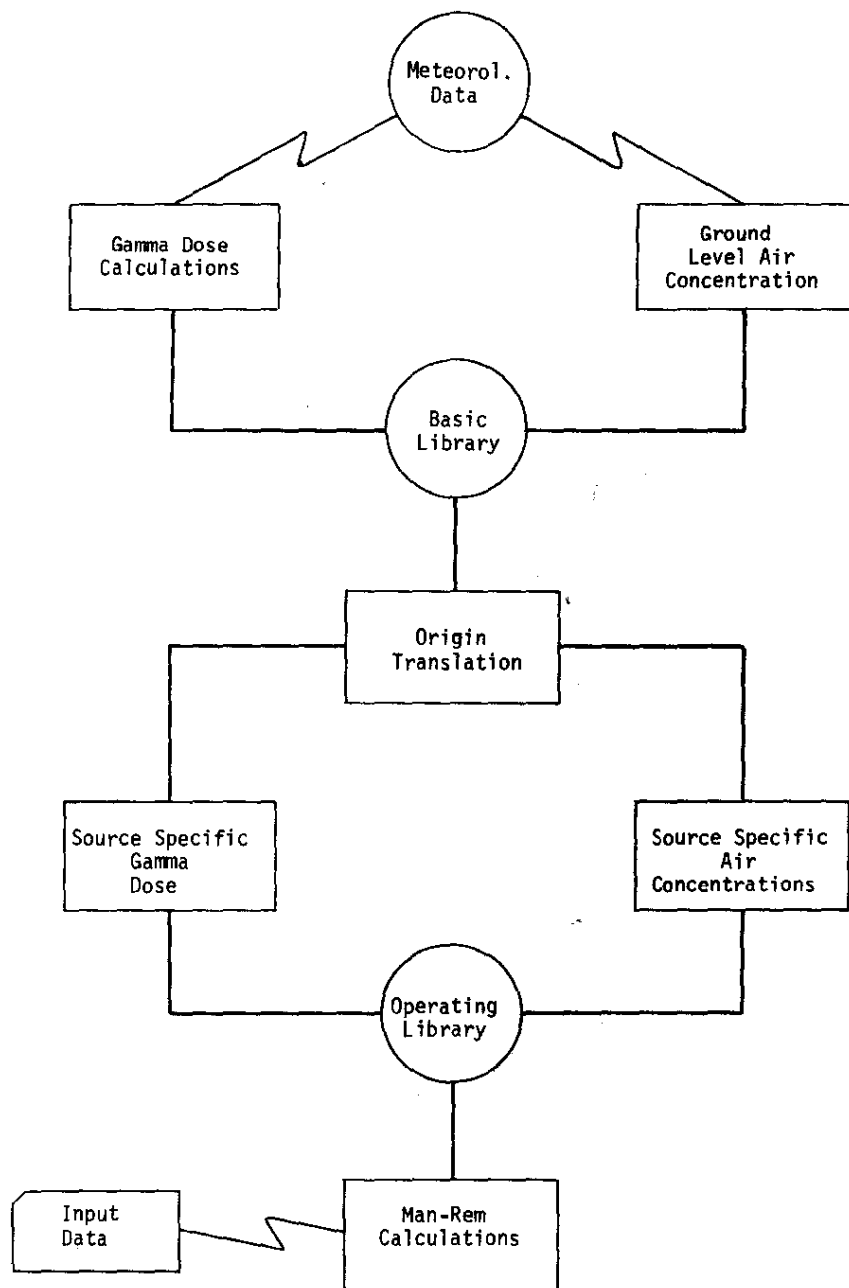 Meteorol.
Data
Gamma Dose
Calculations
Ground
Level Air
Concentration
Basic
Library
Origin
Translation
Source Specific
Gamma
Dose
Source Specific
Air
Concentrations
Operating
Library
Input
Data
Man-Rem
Calculations